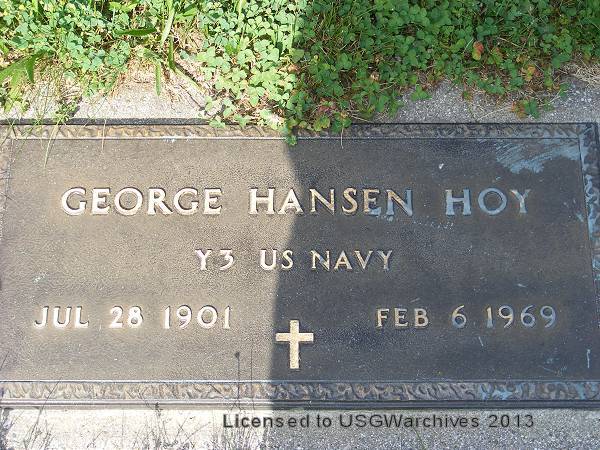 GEORGE HANSEN HOY
Y3 US NAVY
JUL 28 1901 FEB 6 1969
Licensed to USGWarchives 2013